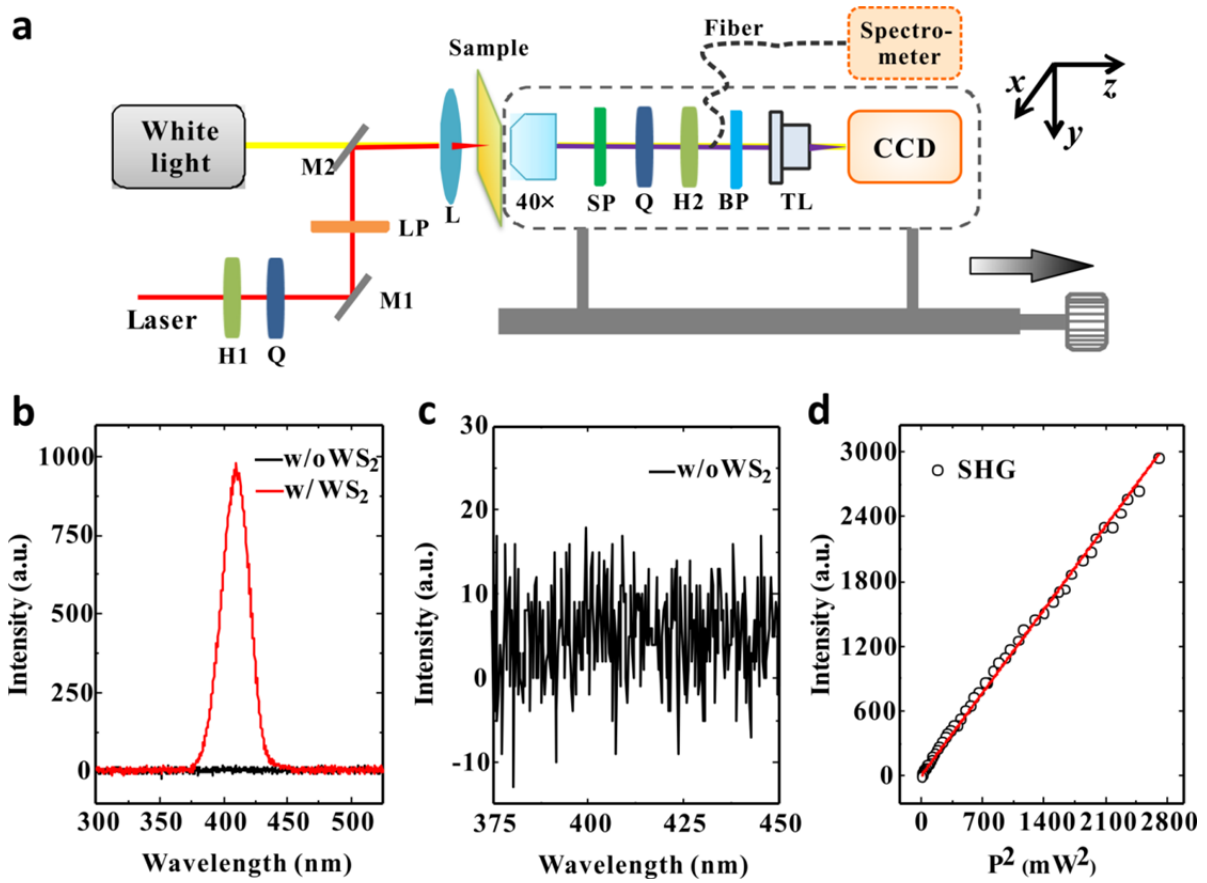 a
Fiber
Spectro-
meter
Sample
x
z
y
White
light
M2
CCD
L
40×
SP
Q
H2
BP
TL
LP
M1
Laser
H1
Q
b
c
d
1000
750
500
250
0
w/o WS₂
w/ WS₂
300 350 400 450 500
Wavelength (nm)
Intensity (a.u.)
30
20
10
0
-10
w/o WS₂
375 400 425 450
Wavelength (nm)
Intensity (a.u.)
3000
2400
1800
1200
600
0
SHG
0 700 1400 2100 2800
P² (mW²)
Intensity (a.u.)